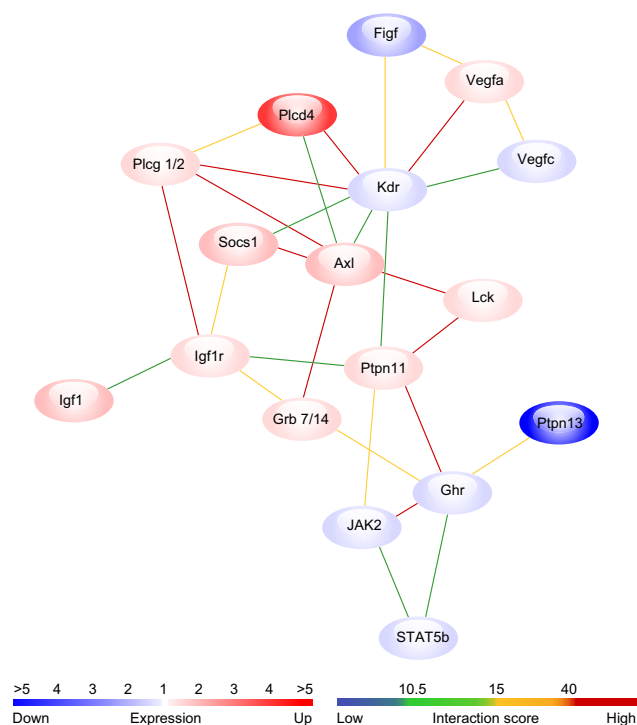 Figf
Vegfa
Plcd4
Vegfc
Plcg 1/2
Kdr
Socs1
Axl
Lck
Igf1r
Ptpn11
Igf1
Grb 7/14
Ptpn13
Ghr
JAK2
STAT5b
>5 4 3 2 1 2 3 4 >5 10.5 15 40
Down Expression Up Low Interaction score High